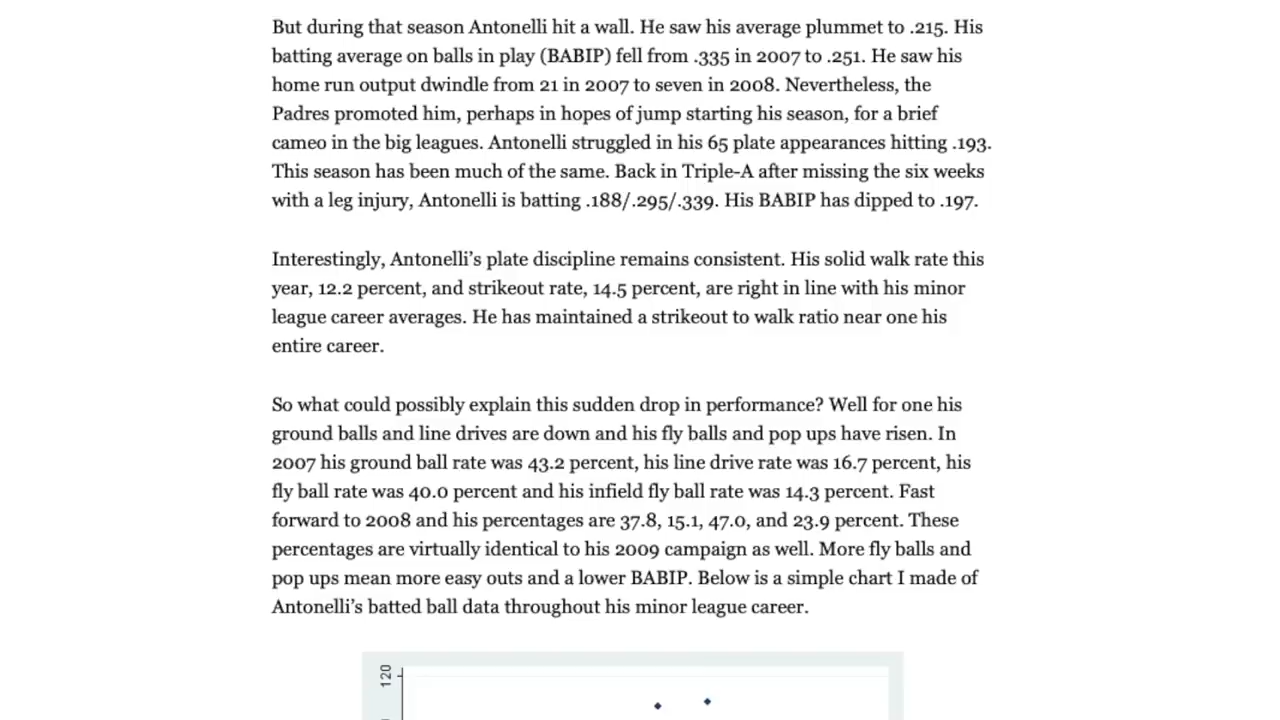 But during that season Antonelli hit a wall. He saw his average plummet to .215. His
batting average on balls in play (BABIP) fell from .335 in 2007 to .251. He saw his
home run output dwindle from 21 in 2007 to seven in 2008. Nevertheless, the
Padres promoted him, perhaps in hopes of jump starting his season, for a brief
cameo in the big leagues. Antonelli struggled in his 65 plate appearances hitting .193.
This season has been much of the same. Back in Triple-A after missing the six weeks
with a leg injury, Antonelli is batting .188/.295/.339. His BABIP has dipped to .197.
Interestingly, Antonelli’s plate discipline remains consistent. His solid walk rate this
year, 12.2 percent, and strikeout rate, 14.5 percent, are right in line with his minor
league career averages. He has maintained a strikeout to walk ratio near one his
entire career.
So what could possibly explain this sudden drop in performance? Well for one his
ground balls and line drives are down and his fly balls and pop ups have risen. In
2007 his ground ball rate was 43.2 percent, his line drive rate was 16.7 percent, his
fly ball rate was 40.0 percent and his infield fly ball rate was 14.3 percent. Fast
forward to 2008 and his percentages are 37.8, 15.1, 47.0, and 23.9 percent. These
percentages are virtually identical to his 2009 campaign as well. More fly balls and
pop ups mean more easy outs and a lower BABIP. Below is a simple chart I made of
Antonelli’s batted ball data throughout his minor league career.
120